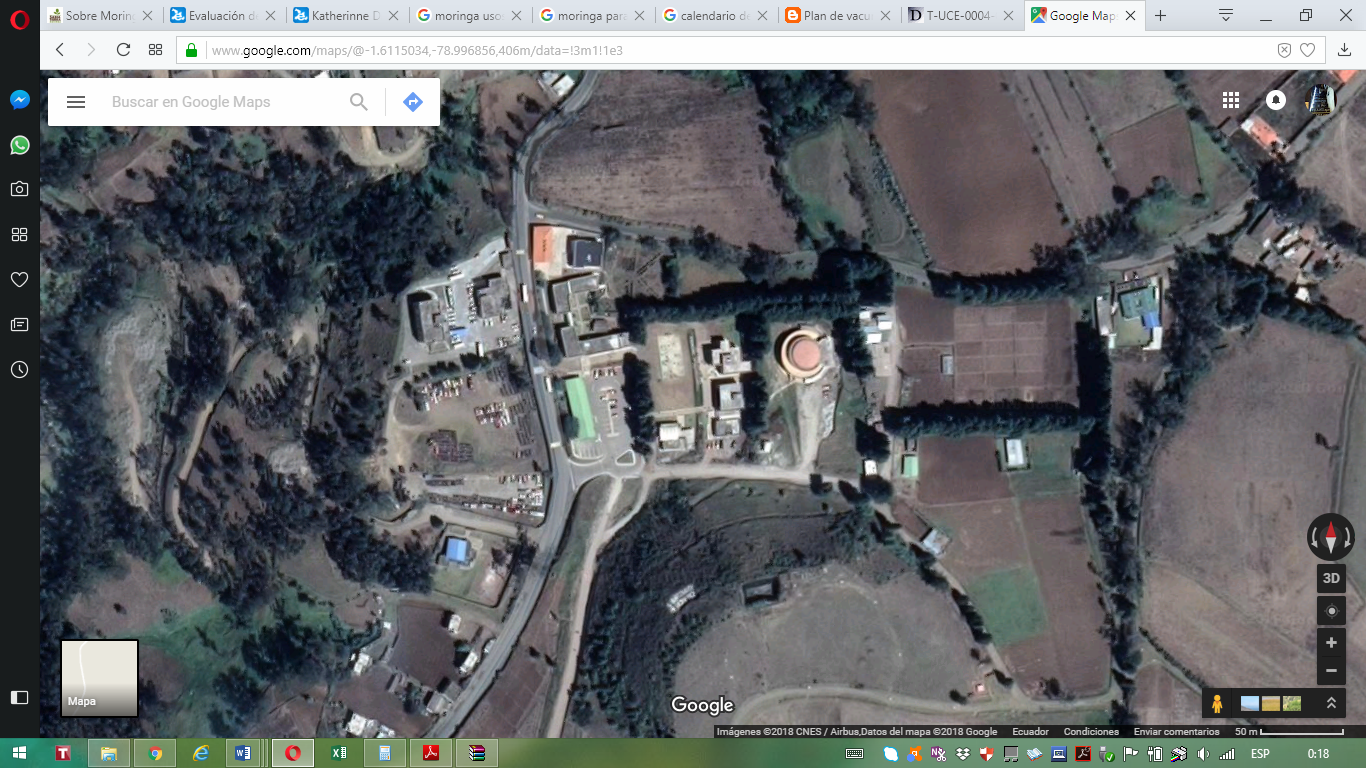 Sobre Morin
Evaluación d
Katherinne D
moringa uso
moringa par
calendario de
Plan de vacu
T-UCE-0004-
Google Map
www.google.com/maps/@-1.6115034,-78.996856,406m/data=!3m1!1e3
Buscar en Google Maps
3D
Mapa
Google
Imágenes ©2018 CNES / Airbus,Datos del mapa ©2018 Google Ecuador Condiciones Enviar comentarios 50 m
ESP 0:18